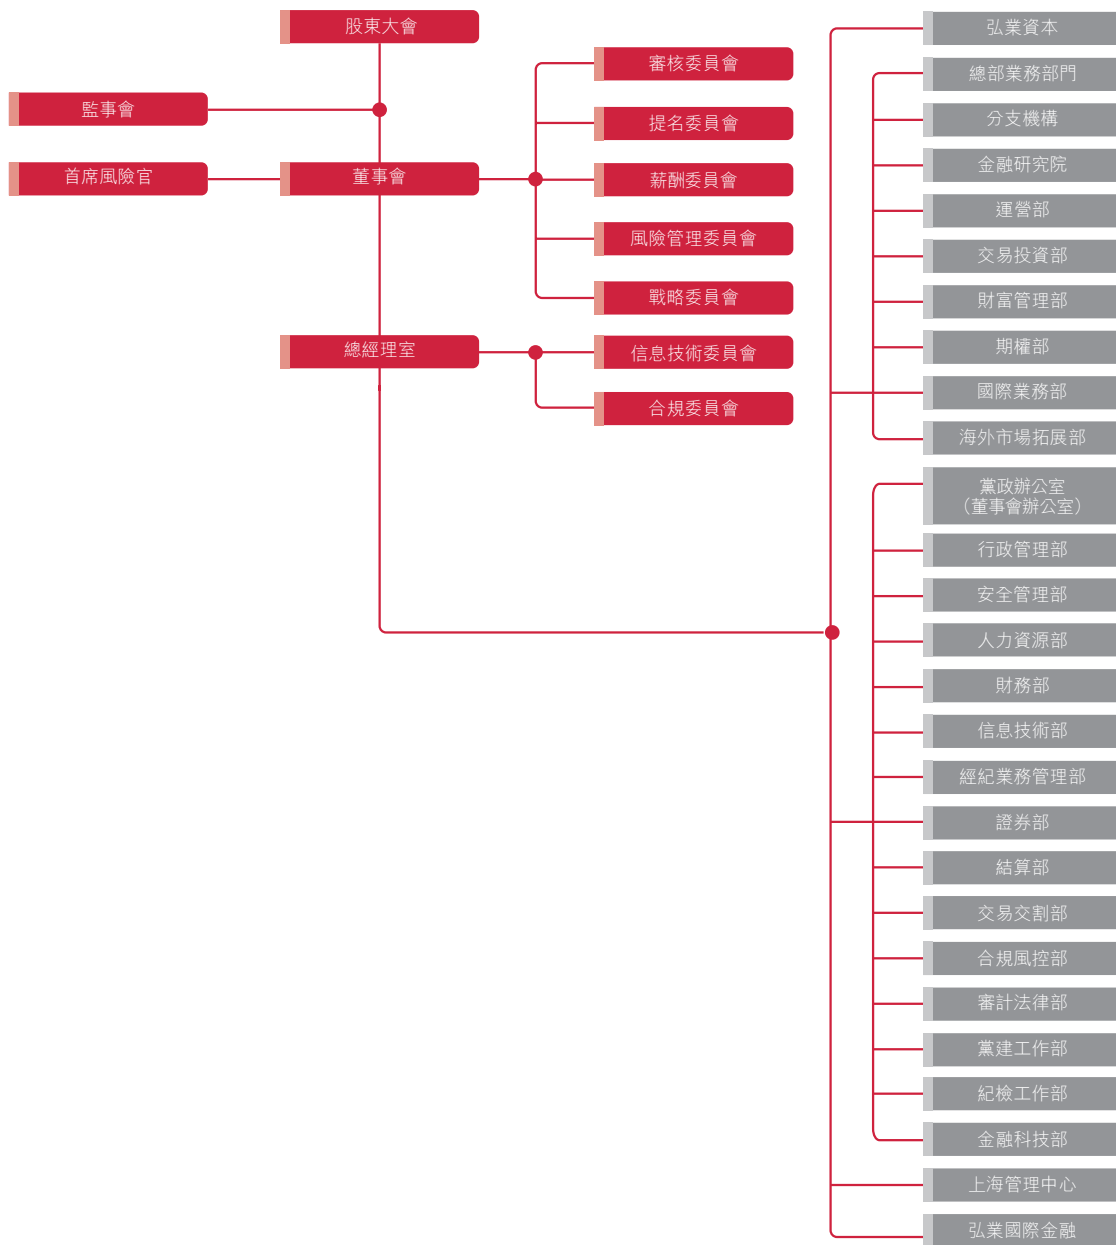 股東大會
監事會
首席風險官
董事會
審核委員會
提名委員會
薪酬委員會
風險管理委員會
戰略委員會
總經理室
信息技術委員會
合規委員會
弘業資本
總部業務部門
分支機構
金融研究院
運營部
交易投資部
財富管理部
期權部
國際業務部
海外市場拓展部
黨政辦公室
（董事會辦公室）
行政管理部
安全管理部
人力資源部
財務部
信息技術部
經紀業務管理部
證券部
結算部
交易交割部
合規風控部
審計法律部
黨建工作部
紀檢工作部
金融科技部
上海管理中心
弘業國際金融